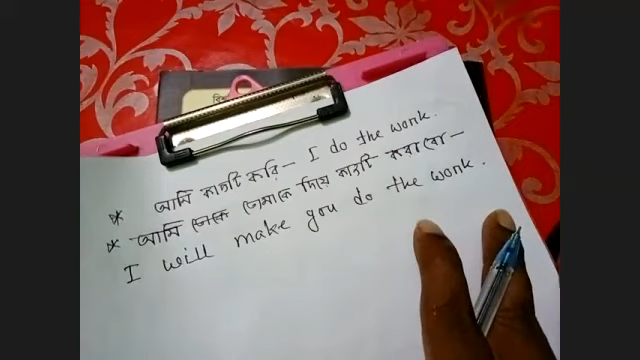 * আমি কাজটি করি – I do the work.
* আমি তোকে তোমাকে দিয়ে কাজটি করাবো –
I will make you do the work.